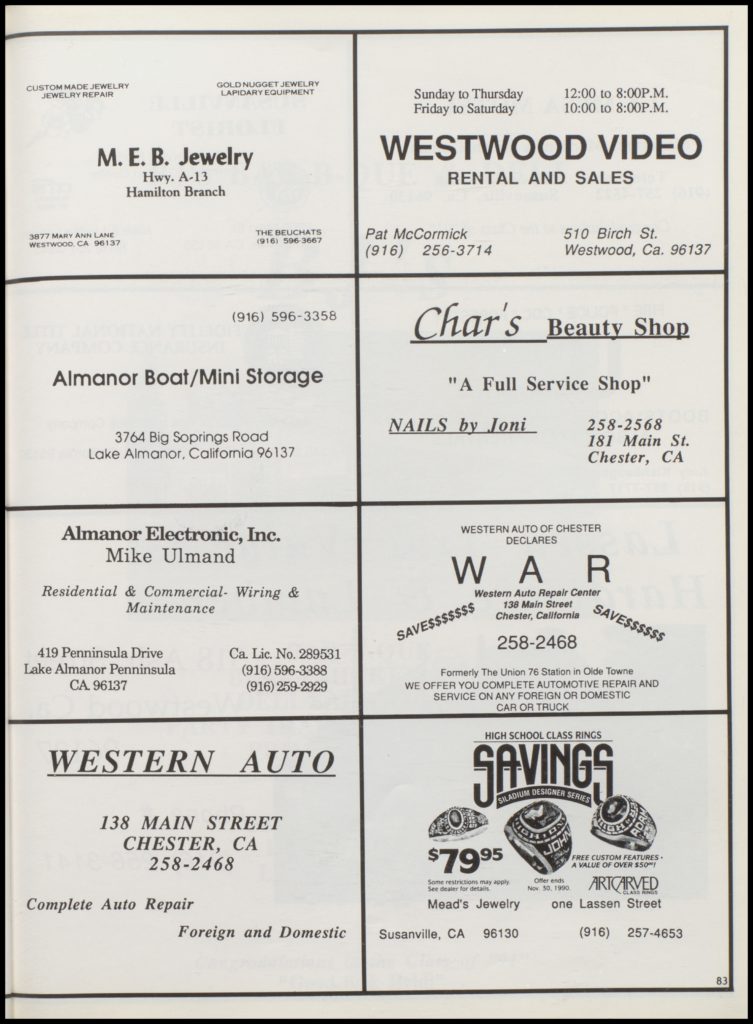 CUSTOM MADE JEWELRY
JEWELRY REPAIR
GOLD NUGGET JEWELRY
LAPIDARY EQUIPMENT
M. E. B. Jewelry
Hwy. A-13
Hamilton Branch
3877 MARY ANN LANE
WESTWOOD, CA 96137
THE BEUCHATS
(916) 596-3667
Sunday to Thursday 12:00 to 8:00P.M.
Friday to Saturday 10:00 to 8:00P.M.
WESTWOOD VIDEO
RENTAL AND SALES
Pat McCormick 510 Birch St.
(916) 256-3714 Westwood, Ca. 96137
(916) 596-3358
Almanor Boat/Mini Storage
3764 Big Soprings Road
Lake Almanor, California 96137
Char's Beauty Shop
"A Full Service Shop"
NAILS by Joni 258-2568
181 Main St.
Chester, CA
Almanor Electronic, Inc.
Mike Ulmand
Residential & Commercial- Wiring &
Maintenance
419 Penninsula Drive Ca. Lic. No. 289531
Lake Almanor Penninsula (916) 596-3388
CA. 96137 (916) 259-2929
WESTERN AUTO OF CHESTER
DECLARES
W A R
Western Auto Repair Center
138 Main Street
Chester, California
SAVE$$$$$$$ SAVE$$$$$$
258-2468
Formerly The Union 76 Station in Olde Towne
WE OFFER YOU COMPLETE AUTOMOTIVE REPAIR AND
SERVICE ON ANY FOREIGN OR DOMESTIC
CAR OR TRUCK
WESTERN AUTO
138 MAIN STREET
CHESTER, CA
258-2468
Complete Auto Repair
Foreign and Domestic
HIGH SCHOOL CLASS RINGS
SAVINGS
SILADIUM DESIGNER SERIES
$79 95
FREE CUSTOM FEATURES •
A VALUE OF OVER $50⁰⁰!
Some restrictions may apply.
See dealer for details.
Offer ends
Nov. 30, 1990.
ARTCARVED
CLASS RINGS
Mead's Jewelry one Lassen Street
Susanville, CA 96130 (916) 257-4653
83